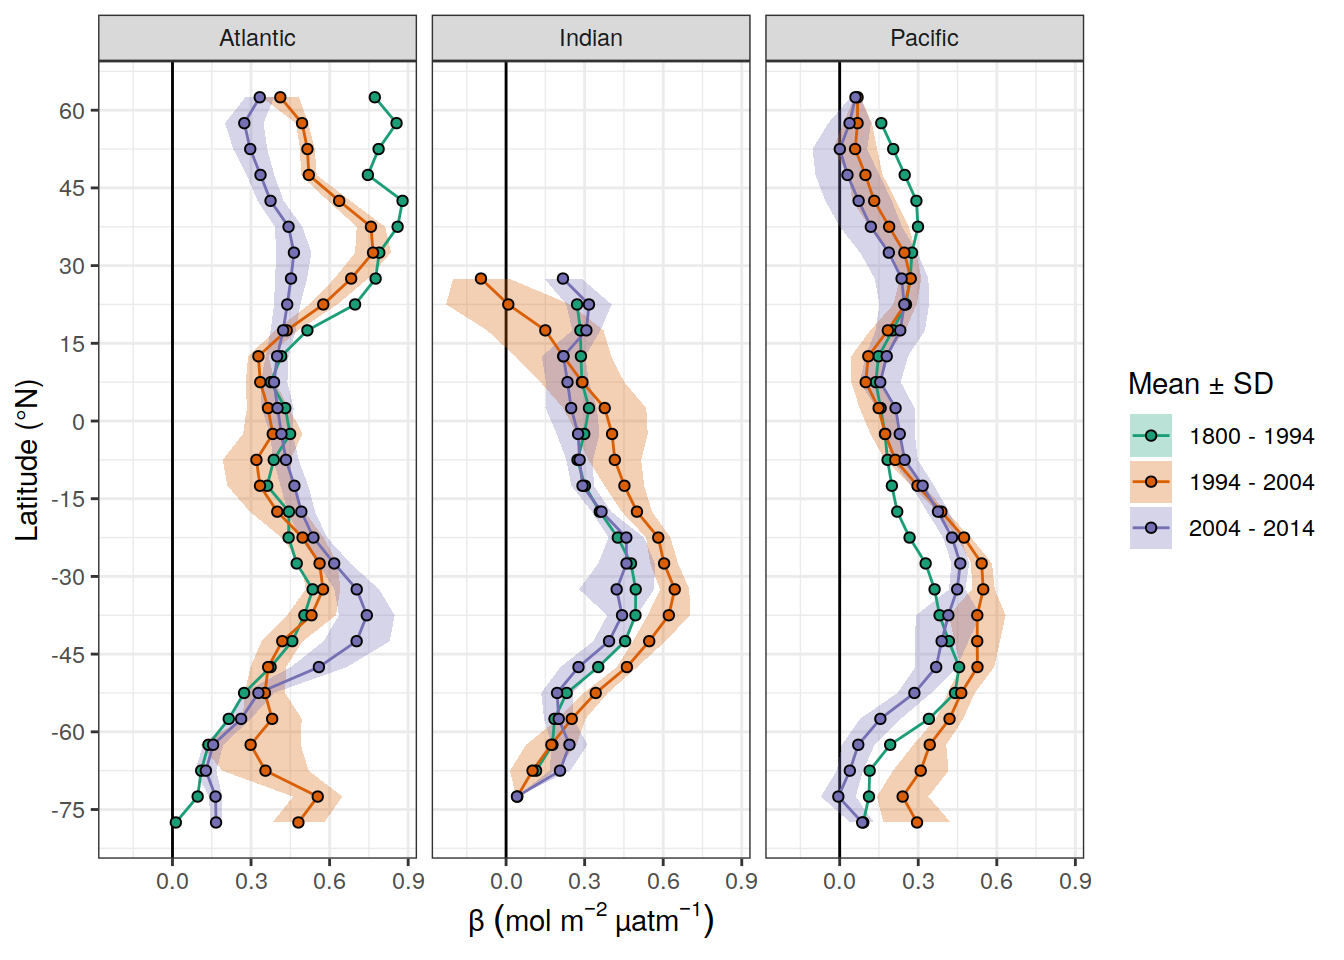 Atlantic Indian Pacific
60
45
30
15
0
-15
-30
-45
-60
-75
Latitude (°N)
0.0 0.3 0.6 0.9 0.0 0.3 0.6 0.9 0.0 0.3 0.6 0.9
β (mol m⁻² μatm⁻¹)
Mean ± SD
1800 - 1994
1994 - 2004
2004 - 2014